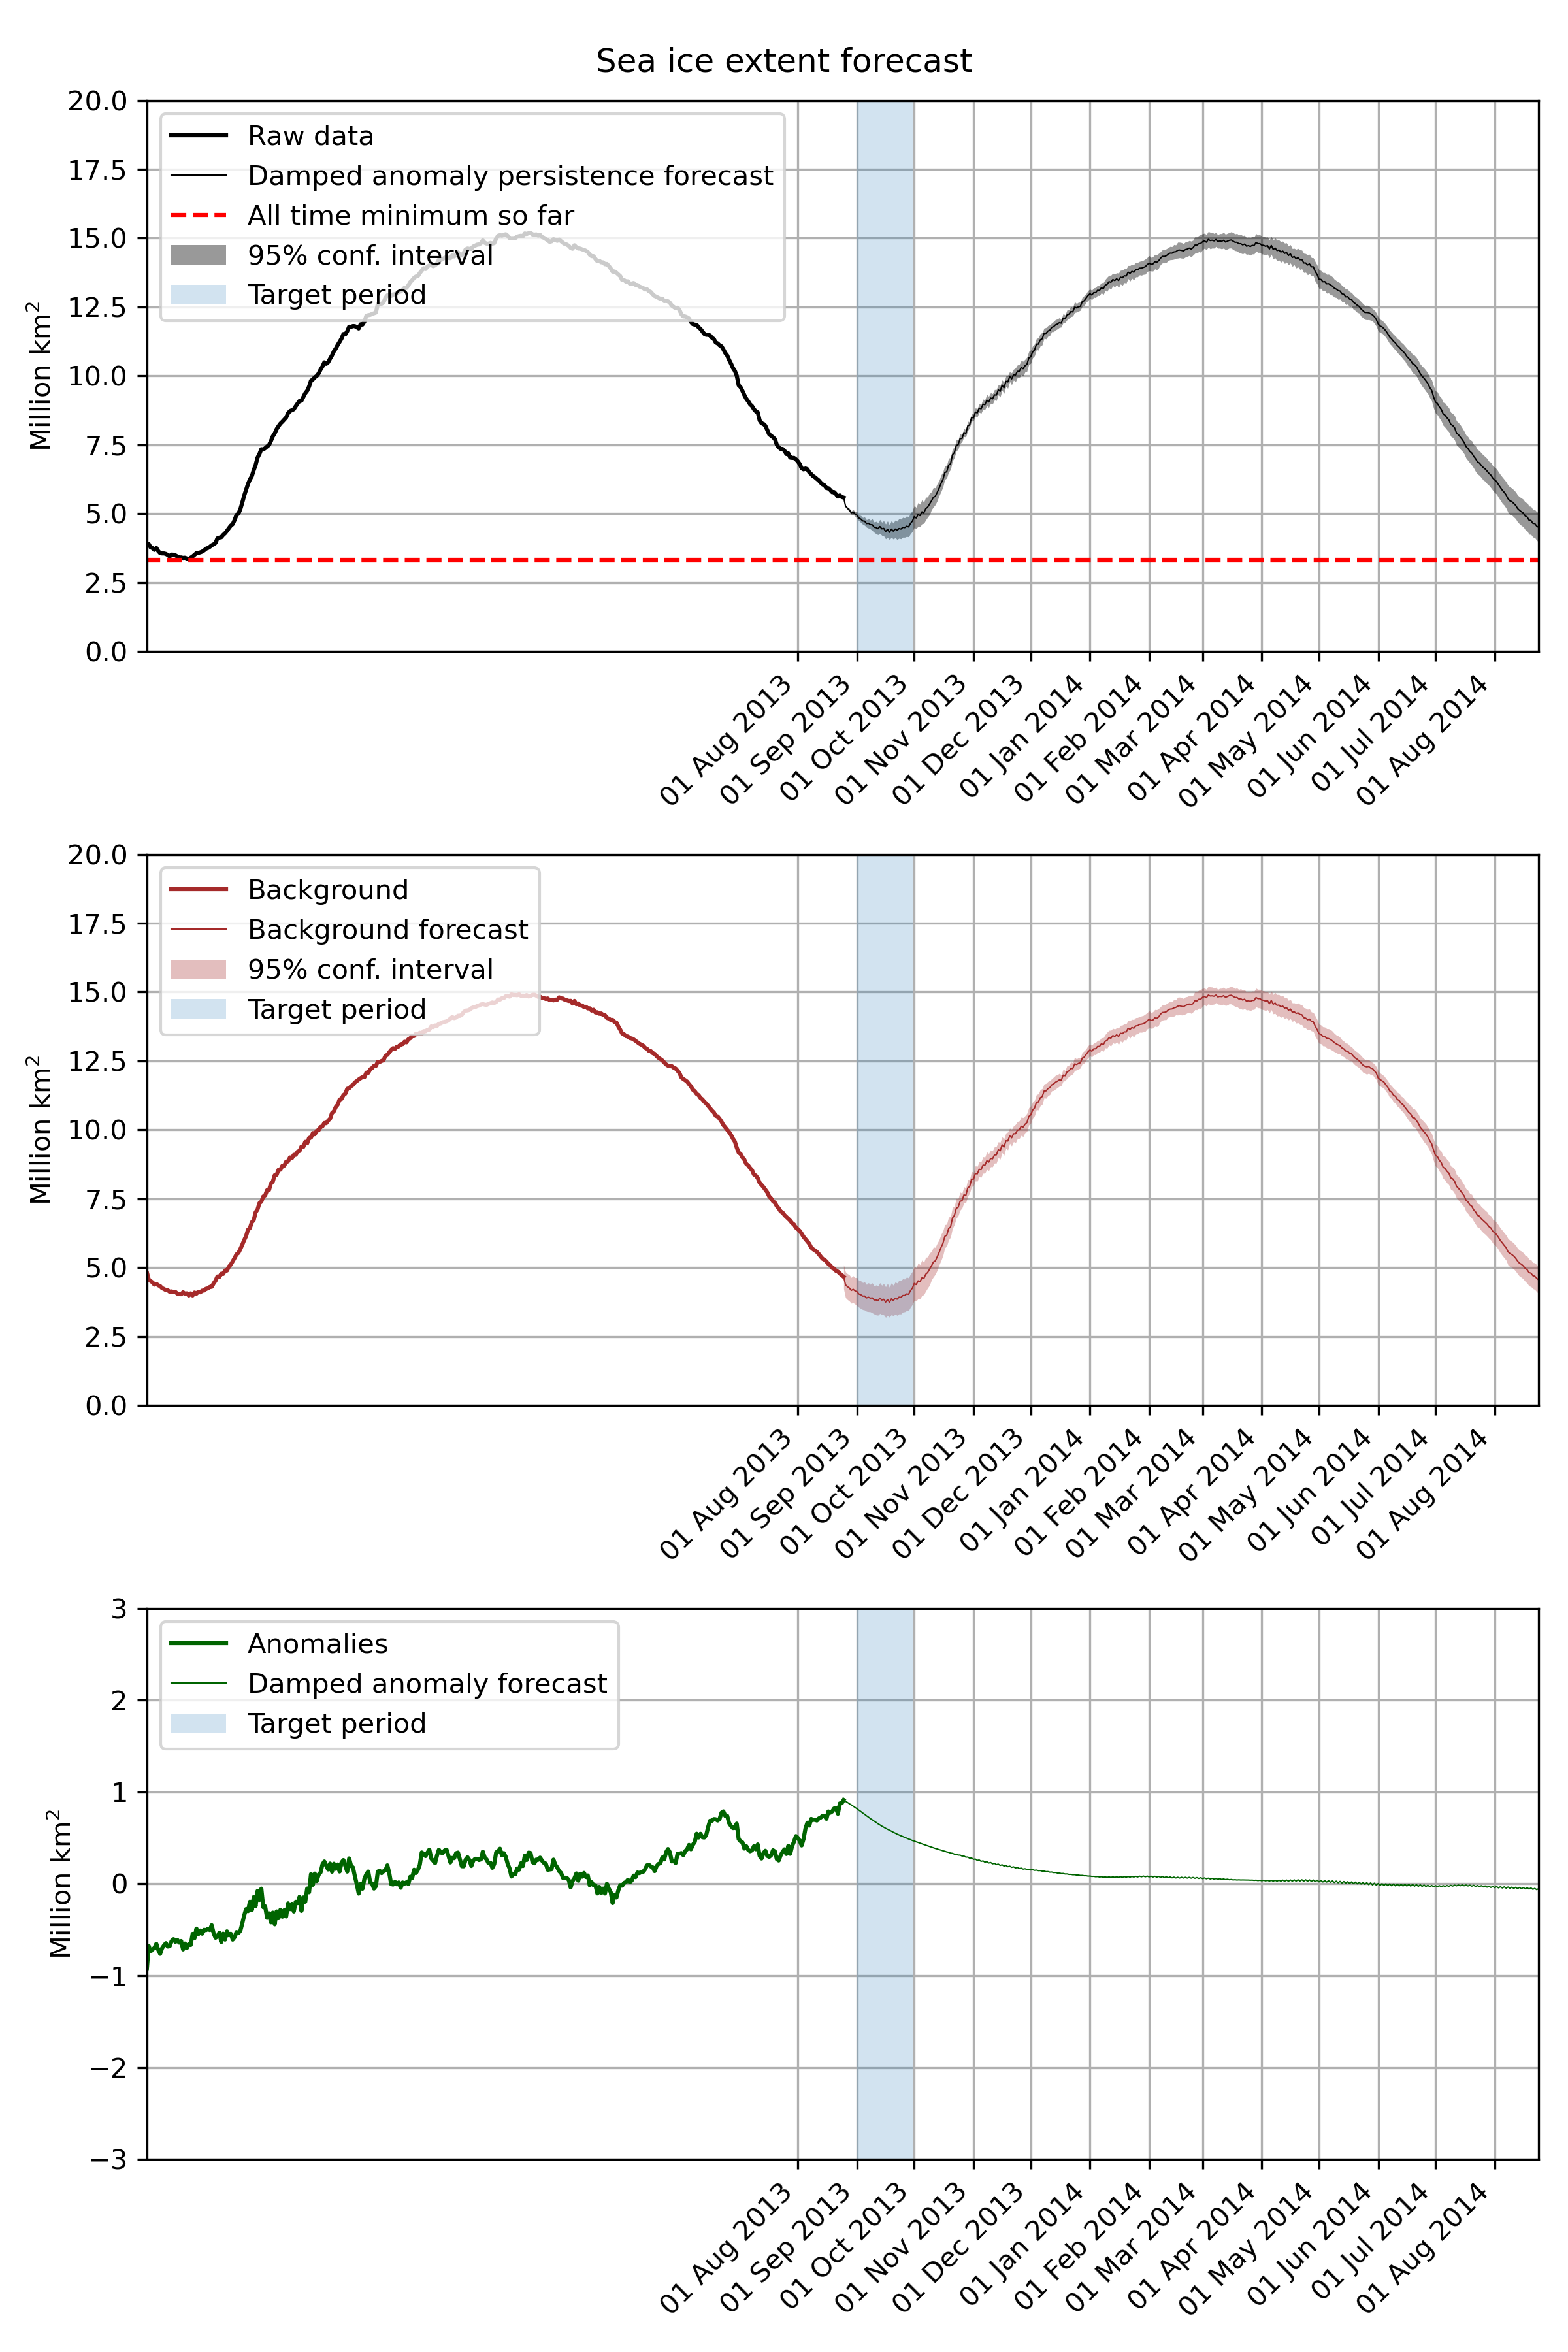 Sea ice extent forecast
20.0
17.5
15.0
12.5
10.0
7.5
5.0
2.5
0.0
Million km²
Raw data
Damped anomaly persistence forecast
All time minimum so far
95% conf. interval
Target period
01 Aug 2013
01 Sep 2013
01 Oct 2013
01 Nov 2013
01 Dec 2013
01 Jan 2014
01 Feb 2014
01 Mar 2014
01 Apr 2014
01 May 2014
01 Jun 2014
01 Jul 2014
01 Aug 2014
20.0
17.5
15.0
12.5
10.0
7.5
5.0
2.5
0.0
Million km²
Background
Background forecast
95% conf. interval
Target period
01 Aug 2013
01 Sep 2013
01 Oct 2013
01 Nov 2013
01 Dec 2013
01 Jan 2014
01 Feb 2014
01 Mar 2014
01 Apr 2014
01 May 2014
01 Jun 2014
01 Jul 2014
01 Aug 2014
3
2
1
0
−1
−2
−3
Million km²
Anomalies
Damped anomaly forecast
Target period
01 Aug 2013
01 Sep 2013
01 Oct 2013
01 Nov 2013
01 Dec 2013
01 Jan 2014
01 Feb 2014
01 Mar 2014
01 Apr 2014
01 May 2014
01 Jun 2014
01 Jul 2014
01 Aug 2014